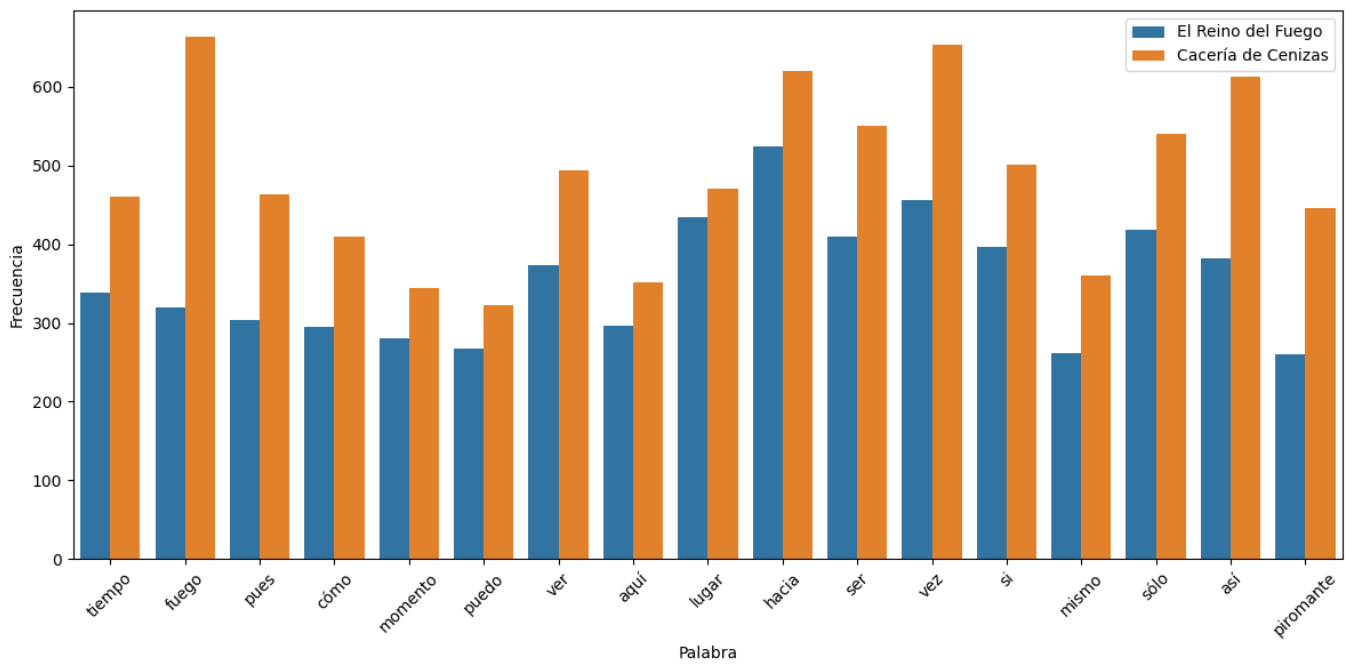 El Reino del Fuego
Cacería de Cenizas
Frecuencia
600
500
400
300
200
100
0
tiempo
fuego
pues
cómo
momento
puedo
ver
aquí
lugar
hacia
ser
vez
si
mismo
sólo
así
piromante
Palabra